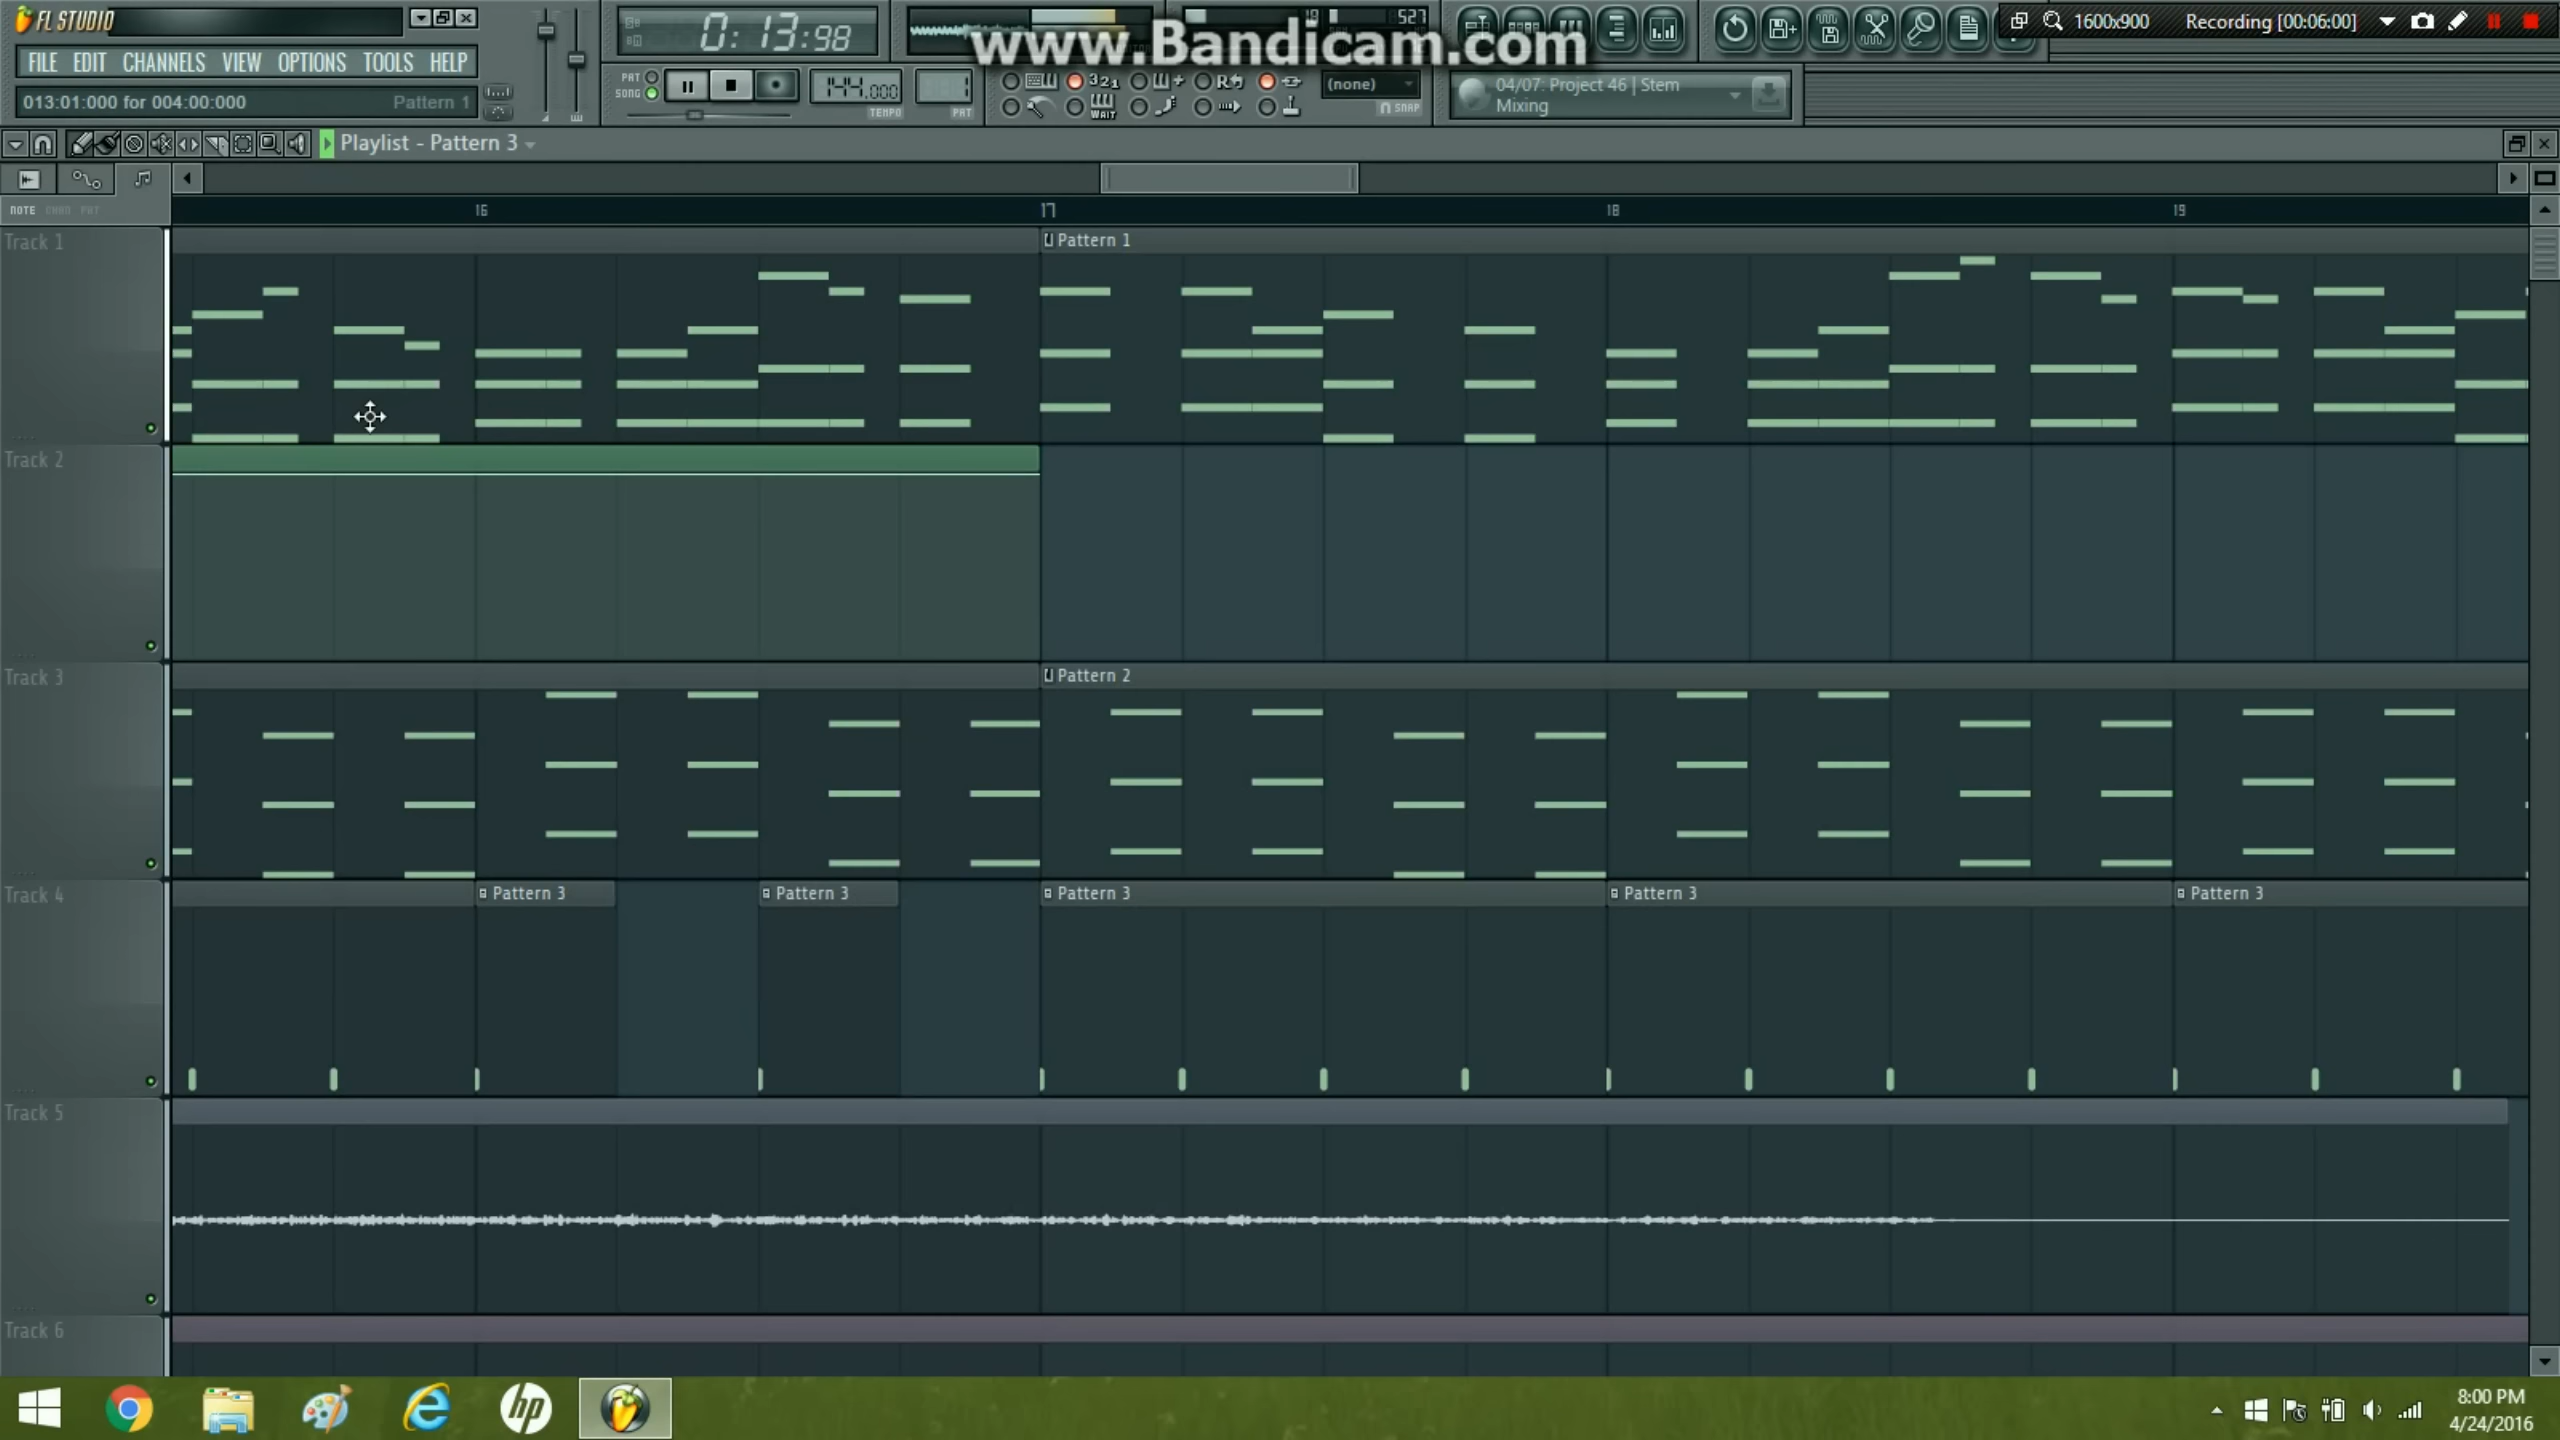 FL STUDIO
0:13:98
527
www.Bandicam.com
1600x900
Recording [00:06:00]
FILE EDIT CHANNELS VIEW OPTIONS TOOLS HELP
PAT
SONG
144.000
TEMPO
PAT
321
WAIT
(none)
SNAP
04/07: Project 46 | Stem
Mixing
013:01:000 for 004:00:000
Pattern 1
Playlist - Pattern 3
NOTE CHAN PAT
16 17 18 19
Track 1
Pattern 1
Track 2
Track 3
Pattern 2
Track 4
Pattern 3 Pattern 3 Pattern 3 Pattern 3 Pattern 3
Track 5
Track 6
hp
8:00 PM
4/24/2016